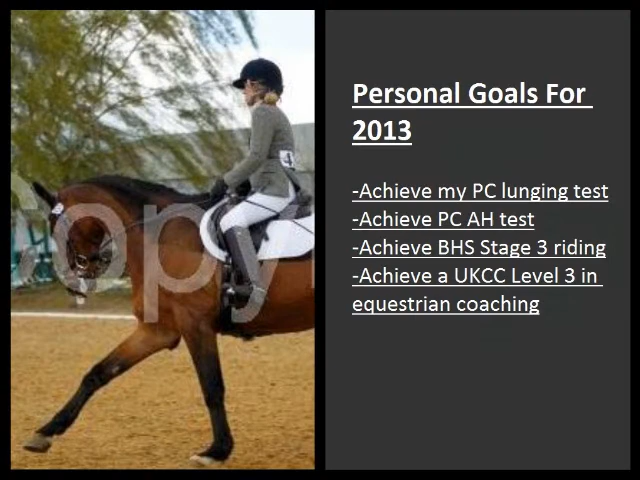 Personal Goals For
2013
-Achieve my PC lunging test
-Achieve PC AH test
-Achieve BHS Stage 3 riding
-Achieve a UKCC Level 3 in
equestrian coaching
4
Copy